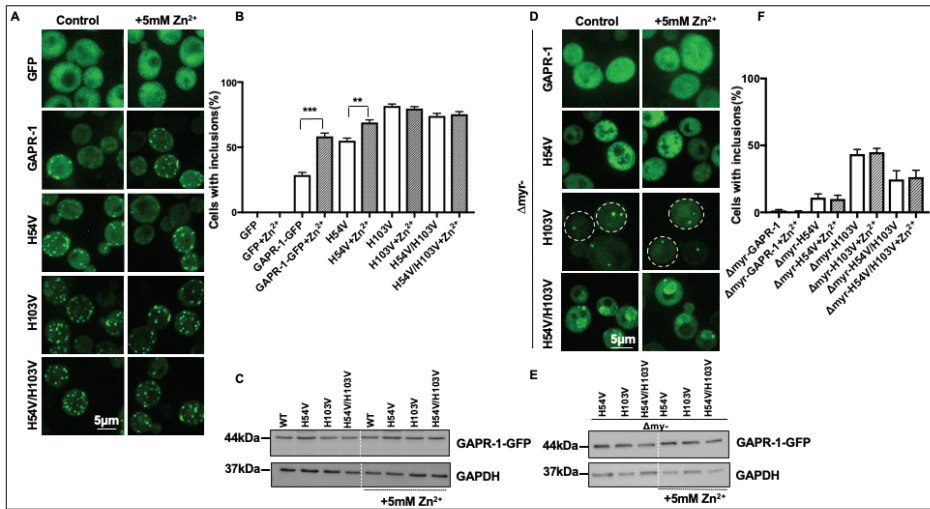 A
Control
+5mM Zn²⁺
GFP
GAPR-1
H54V
H103V
H54V/H103V
5µm
B
Cells with inclusions(%)
100
50
0
***
**
GFP
GFP+Zn²⁺
GAPR-1-GFP
GAPR-1-GFP+Zn²⁺
H54V
H54V+Zn²⁺
H103V
H103V+Zn²⁺
H54V/H103V
H54V/H103V+Zn²⁺
C
WT
H54V
H103V
H54V/H103V
WT
H54V
H103V
H54V/H103V
44kDa
GAPR-1-GFP
37kDa
GAPDH
+5mM Zn²⁺
D
Control
+5mM Zn²⁺
Δmyr-
GAPR-1
H54V
H103V
H54V/H103V
5µm
E
H54V
H103V
H54V/H103V
H54V
H103V
H54V/H103V
Δmy-
44kDa
GAPR-1-GFP
37kDa
GAPDH
+5mM Zn²⁺
F
Cells with inclusions(%)
100
50
0
Δmyr-GAPR-1
Δmyr-GAPR-1+Zn²⁺
Δmyr-H54V
Δmyr-H54V+Zn²⁺
Δmyr-H103V
Δmyr-H103V+Zn²⁺
Δmyr-H54V/H103V
Δmyr-H54V/H103V+Zn²⁺